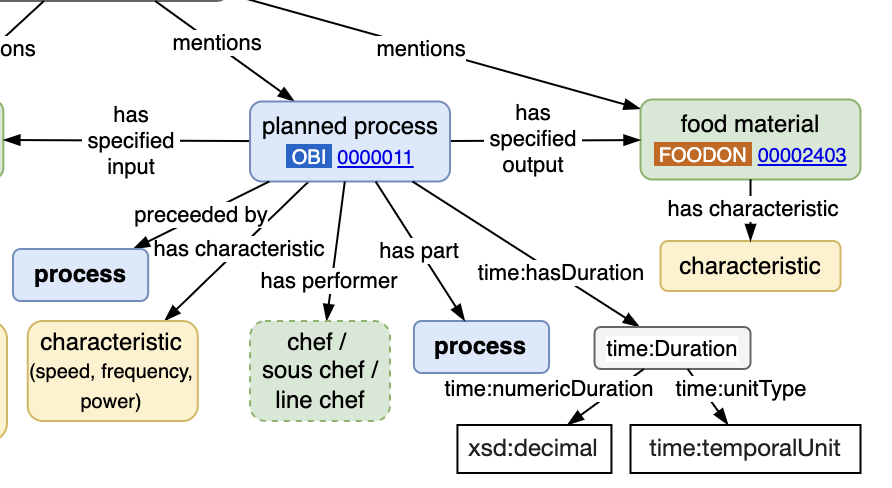 ons
mentions
mentions
has
specified
input
planned process
OBI 0000011
has
specified
output
food material
FOODON 00002403
preceeded by
has characteristic
has performer
has part
time:hasDuration
has characteristic
process
characteristic
(speed, frequency,
power)
chef /
sous chef /
line chef
process
time:Duration
characteristic
time:numericDuration
time:unitType
xsd:decimal
time:temporalUnit